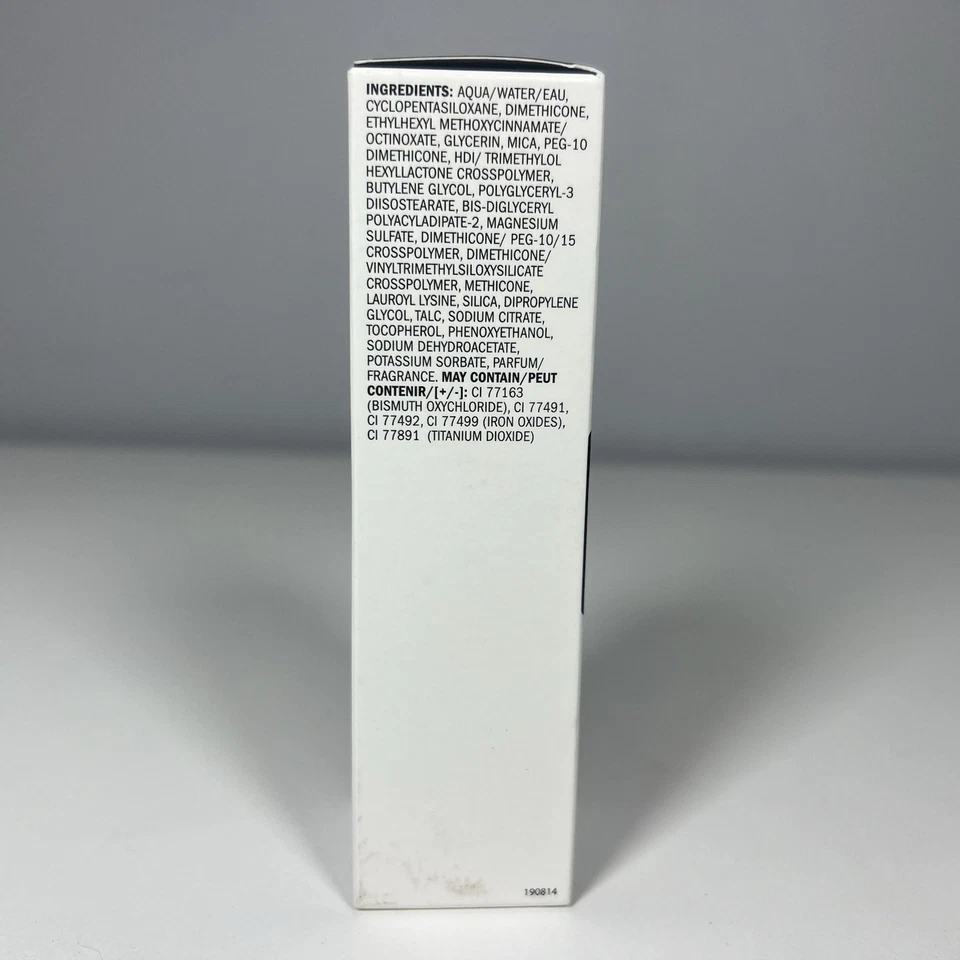 INGREDIENTS: AQUA/WATER/EAU,
CYCLOPENTASILOXANE, DIMETHICONE,
ETHYLHEXYL METHOXYCINNAMATE/
OCTINOXATE, GLYCERIN, MICA, PEG-10
DIMETHICONE, HDI/ TRIMETHYLOL
HEXYLLACTONE CROSSPOLYMER,
BUTYLENE GLYCOL, POLYGLYCERYL-3
DIISOSTEARATE, BIS-DIGLYCERYL
POLYACYLADIPATE-2, MAGNESIUM
SULFATE, DIMETHICONE/ PEG-10/15
CROSSPOLYMER, DIMETHICONE/
VINYLTRIMETHYLSILOXYSILICATE
CROSSPOLYMER, METHICONE,
LAUROYL LYSINE, SILICA, DIPROPYLENE
GLYCOL, TALC, SODIUM CITRATE,
TOCOPHEROL, PHENOXYETHANOL,
SODIUM DEHYDROACETATE,
POTASSIUM SORBATE, PARFUM/
FRAGRANCE. MAY CONTAIN/PEUT
CONTENIR/[+/-]: CI 77163
(BISMUTH OXYCHLORIDE), CI 77491,
CI 77492, CI 77499 (IRON OXIDES),
CI 77891 (TITANIUM DIOXIDE)
190814